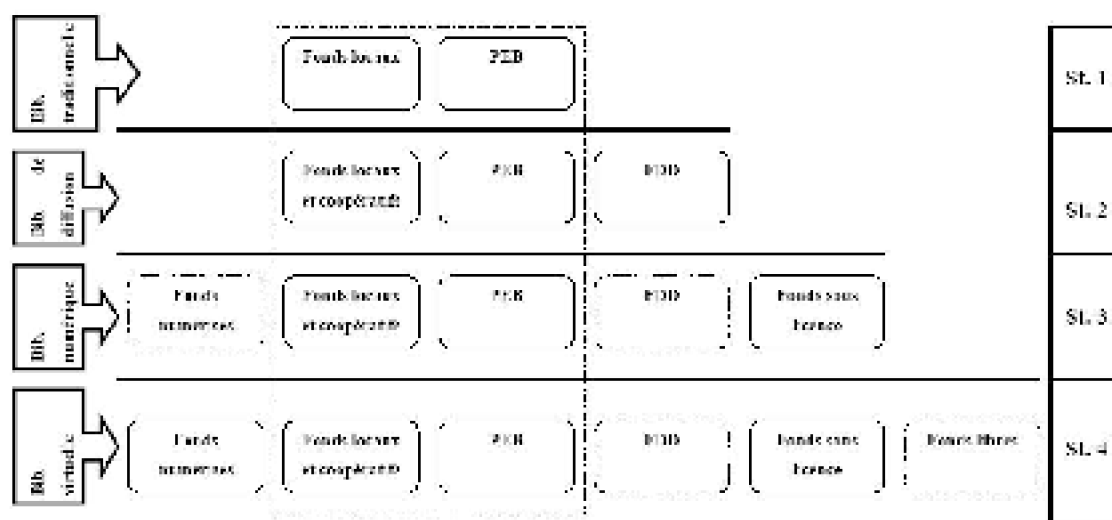 Bib.
traditionnelle
Fonds locaux
PEB
St. 1
Bib. de
diffusion
Fonds locaux
et coopératifs
PEB
FDD
St. 2
Bib.
numérique
Fonds
numérisés
Fonds locaux
et coopératifs
PEB
FDD
Fonds sous
licence
St. 3
Bib.
virtuelle
Fonds
numérisés
Fonds locaux
et coopératifs
PEB
FDD
Fonds sous
licence
Fonds libres
St. 4